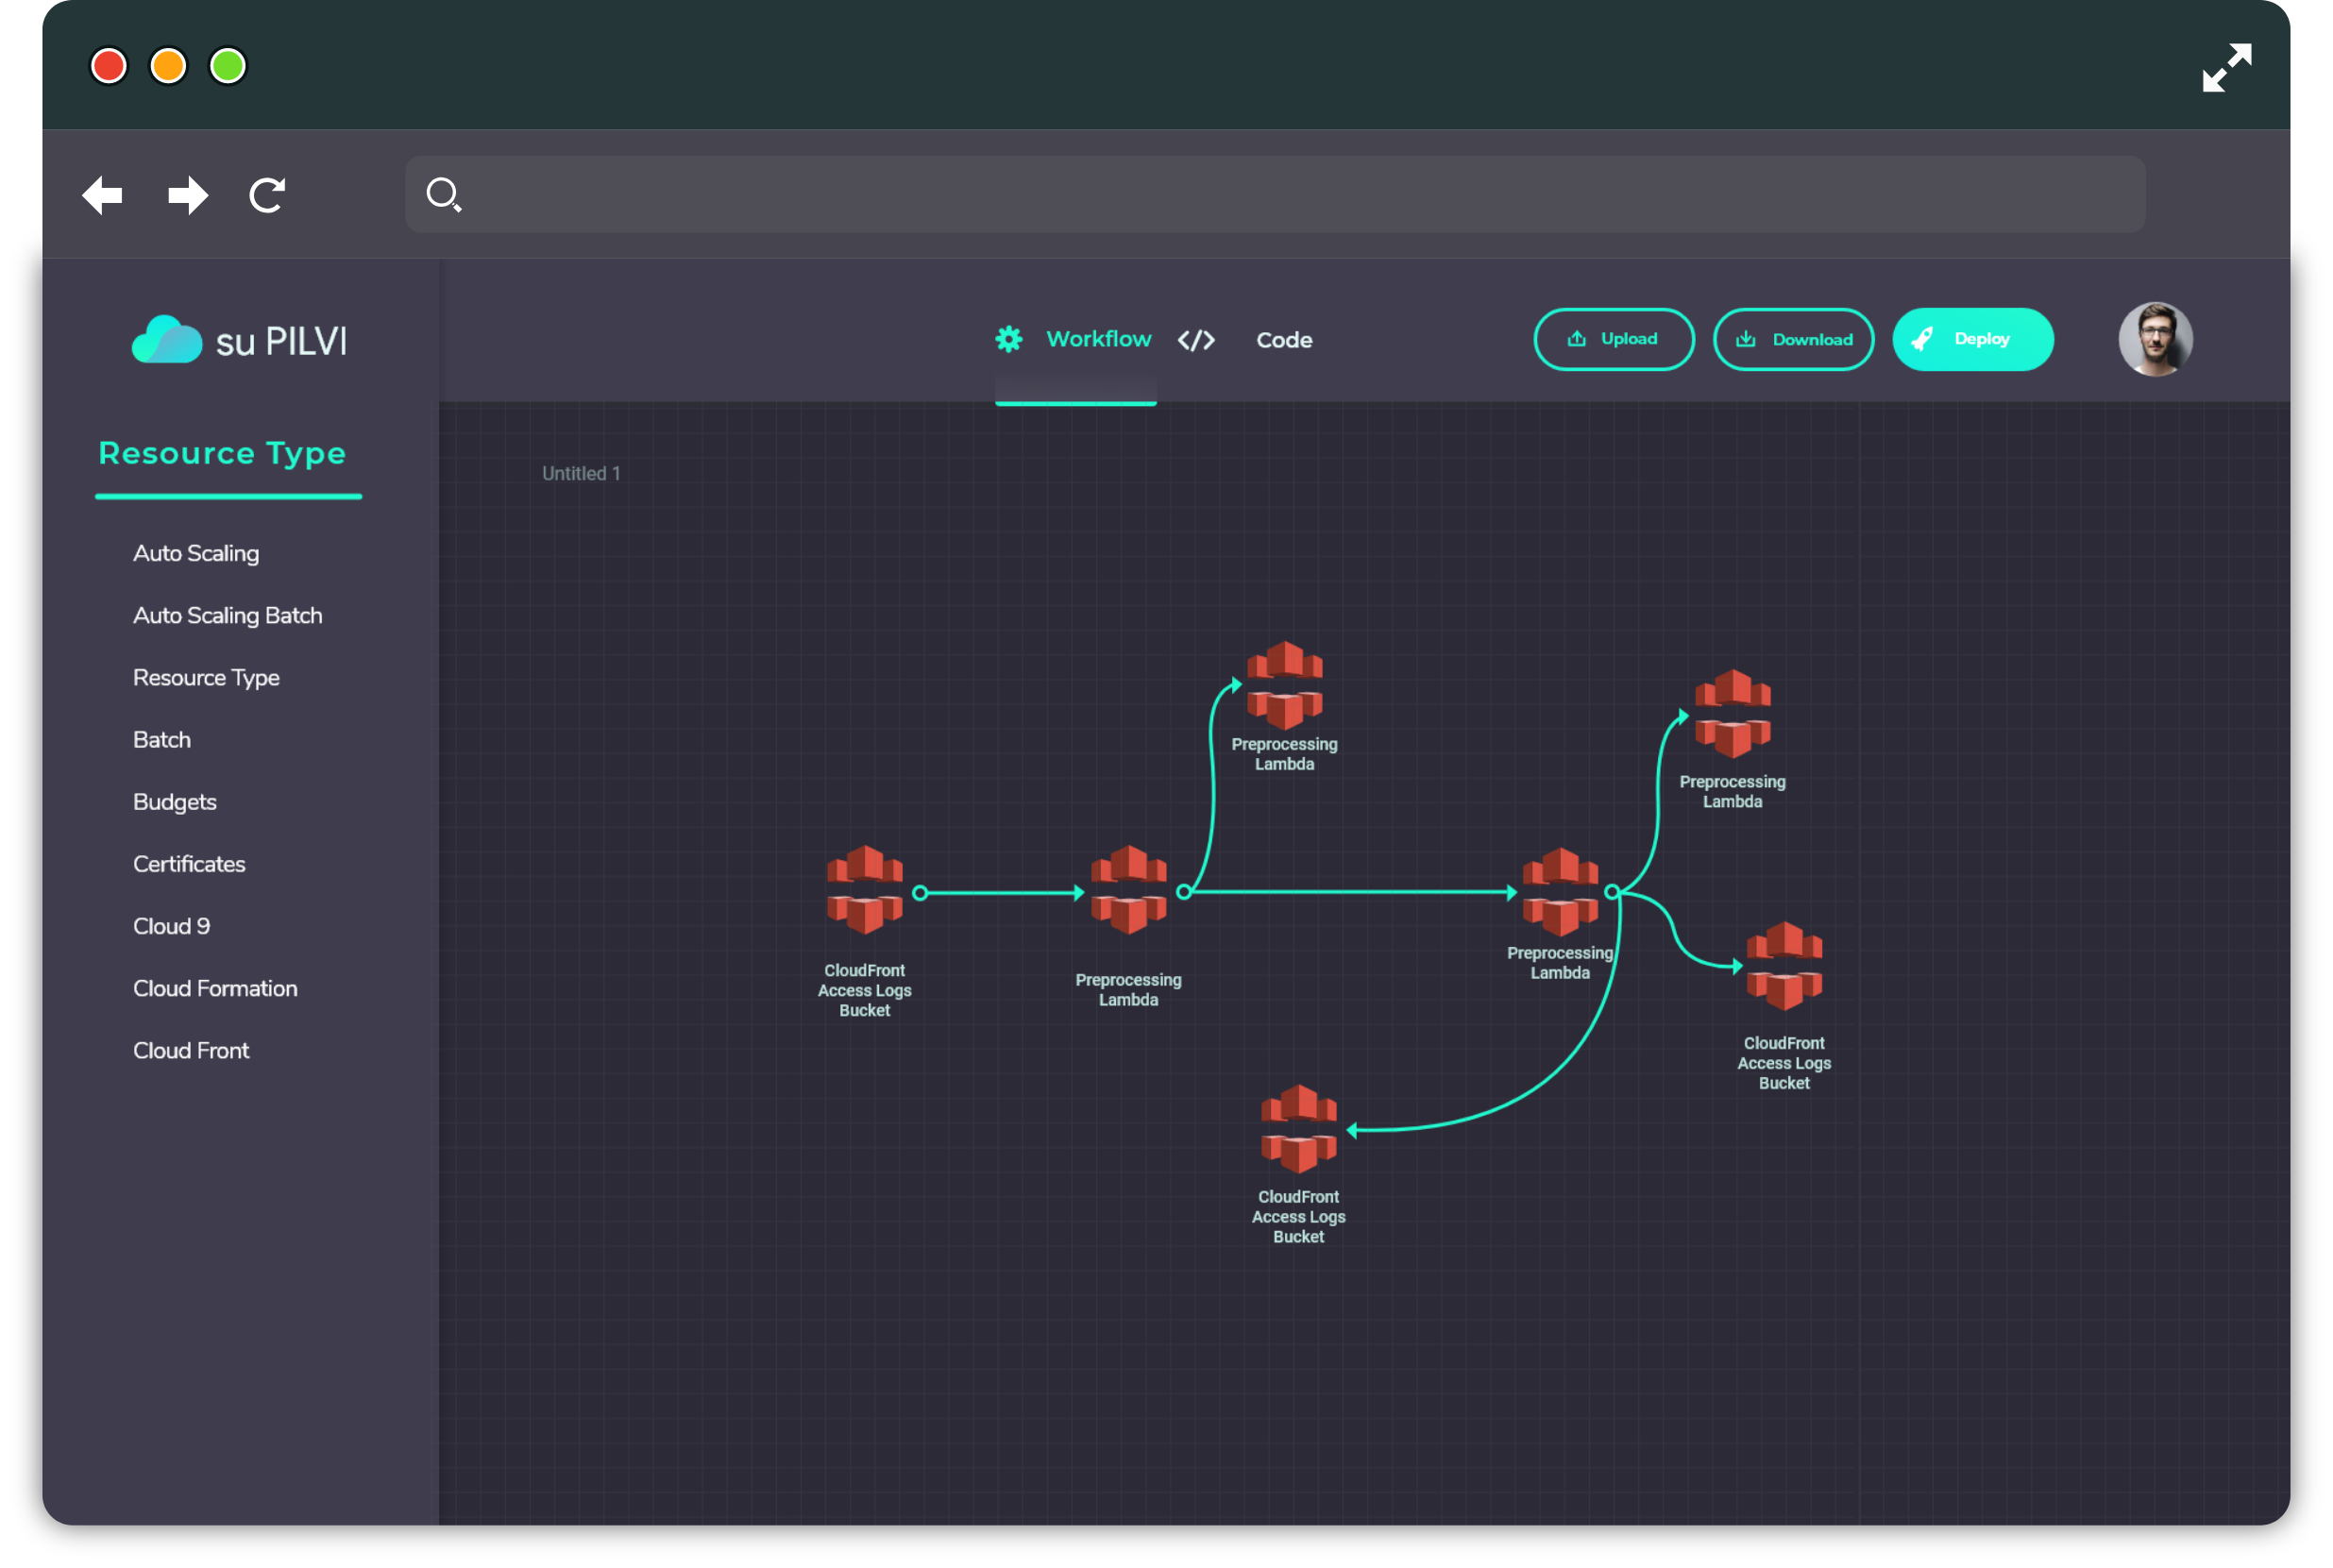 su PILVI
Workflow
</> Code
Upload
Download
Deploy
Resource Type
Untitled 1
Auto Scaling
Auto Scaling Batch
Resource Type
Batch
Budgets
Certificates
Cloud 9
Cloud Formation
Cloud Front
Preprocessing
Lambda
Preprocessing
Lambda
CloudFront
Access Logs
Bucket
Preprocessing
Lambda
Preprocessing
Lambda
CloudFront
Access Logs
Bucket
CloudFront
Access Logs
Bucket